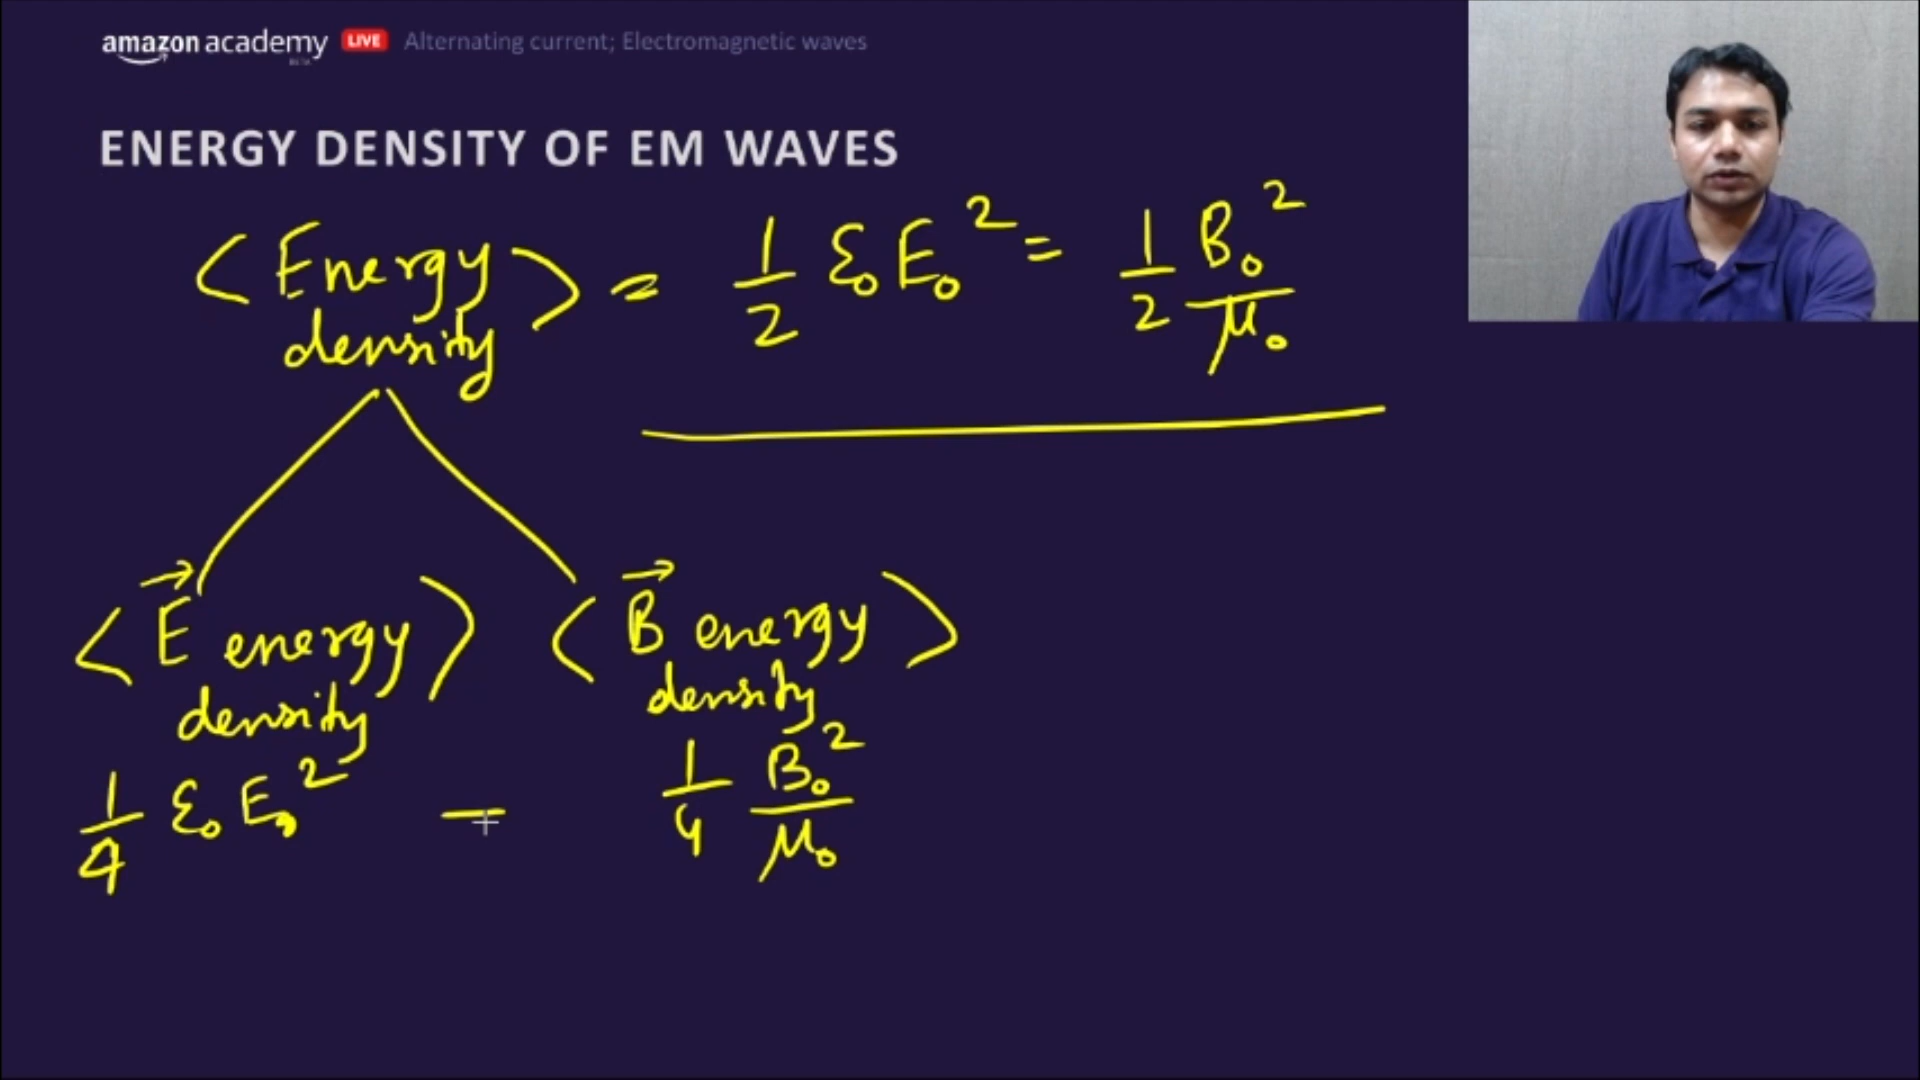 amazon academy LIVE Alternating current; Electromagnetic waves
BETA
ENERGY DENSITY OF EM WAVES
⟨Energy density⟩ = 1/2 ε₀E₀² = 1/2 B₀²/μ₀
⟨E⃗ energy density⟩ ⟨B⃗ energy density⟩
1/4 ε₀E₀² – 1/4 B₀²/μ₀